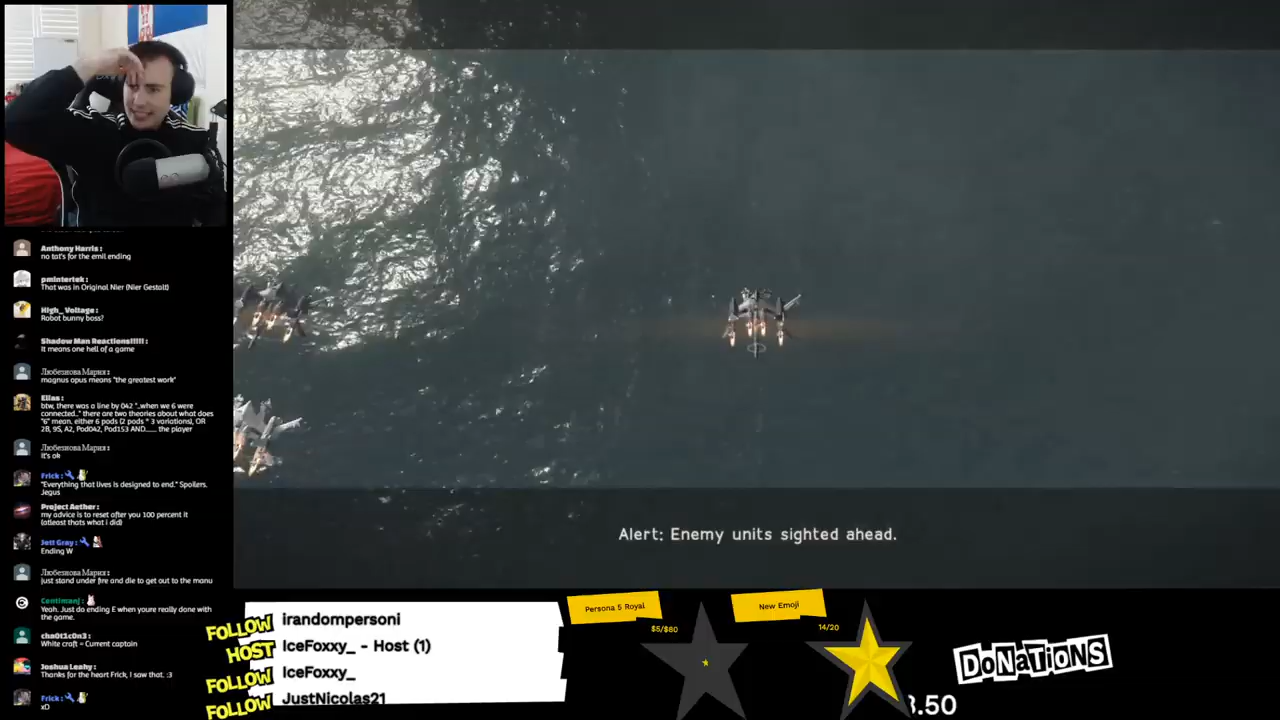 Anthony Harris :
no tat's for the emil ending
pmintertek :
That was in Original Nier (Nier Gestalt)
High_Voltage :
Robot bunny boss?
Shadow Man Reactions!!!!! :
It means one hell of a game
Любезнова Мария :
magnus opus means "the greatest work"
Elias :
btw, there was a line by 042 "..when we 6 were
connected..." there are two theories about what does
"6" mean. either 6 pods (2 pods * 3 variations), OR
2B, 9S, A2, Pod042, Pod153 AND........ the player
Любезнова Мария :
It's ok
Frick :
"Everything that lives is designed to end." Spoilers.
Jegus
Project Aether :
my advice is to reset after you 100 percent it
(atleast thats what i did)
Jett Gray :
Ending W
Любезнова Мария :
just stand under fire and die to get out to the manu
Contimanj :
Yeah. Just do ending E when youre really done with
the game.
cha0t1c0n3 :
White craft = Current captain
Joshua Leahy :
Thanks for the heart Frick, I saw that. :3
Frick :
xD
Alert: Enemy units sighted ahead.
FOLLOW irandompersoni
HOST IceFoxxy_ - Host (1)
FOLLOW IceFoxxy_
FOLLOW JustNicolas21
Persona 5 Royal
$5/$80
New Emoji
14/20
DoNATiONS
.50